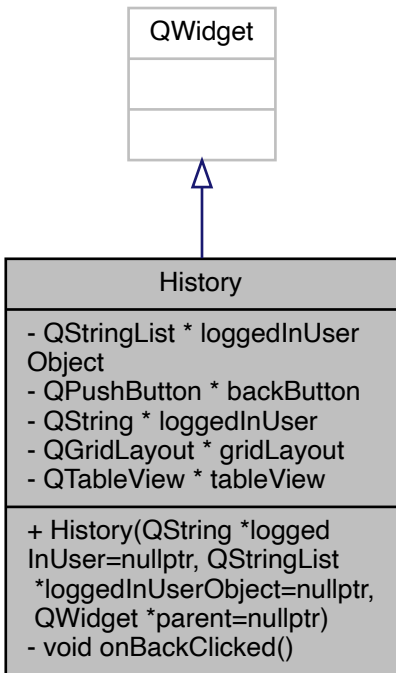 QWidget
History
- QStringList * loggedInUser
Object
- QPushButton * backButton
- QString * loggedInUser
- QGridLayout * gridLayout
- QTableView * tableView
+ History(QString *logged
InUser=nullptr, QStringList
*loggedInUserObject=nullptr,
QWidget *parent=nullptr)
- void onBackClicked()